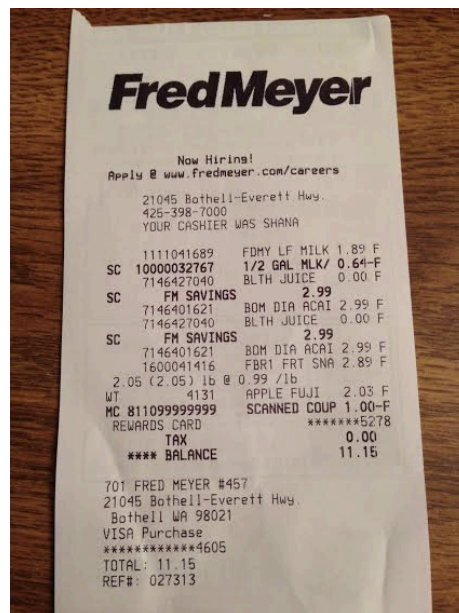 FredMeyer
Now Hiring!
Apply @ www.fredmeyer.com/careers
21045 Bothell-Everett Hwy.
425-398-7000
YOUR CASHIER WAS SHANA
1111041689 FDMY LF MILK 1.89 F
SC 10000032767 1/2 GAL MLK/ 0.64-F
7146427040 BLTH JUICE 0.00 F
SC FM SAVINGS 2.99
7146401621 BOM DIA ACAI 2.99 F
7146427040 BLTH JUICE 0.00 F
SC FM SAVINGS 2.99
7146401621 BOM DIA ACAI 2.99 F
1600041416 FBR1 FRT SNA 2.89 F
2.05 (2.05) lb @ 0.99 /lb
WT 4131 APPLE FUJI 2.03 F
MC 811099999999 SCANNED COUP 1.00-F
REWARDS CARD *******5278
TAX 0.00
**** BALANCE 11.15
701 FRED MEYER #457
21045 Bothell-Everett Hwy.
Bothell WA 98021
VISA Purchase
************4605
TOTAL: 11.15
REF#: 027313